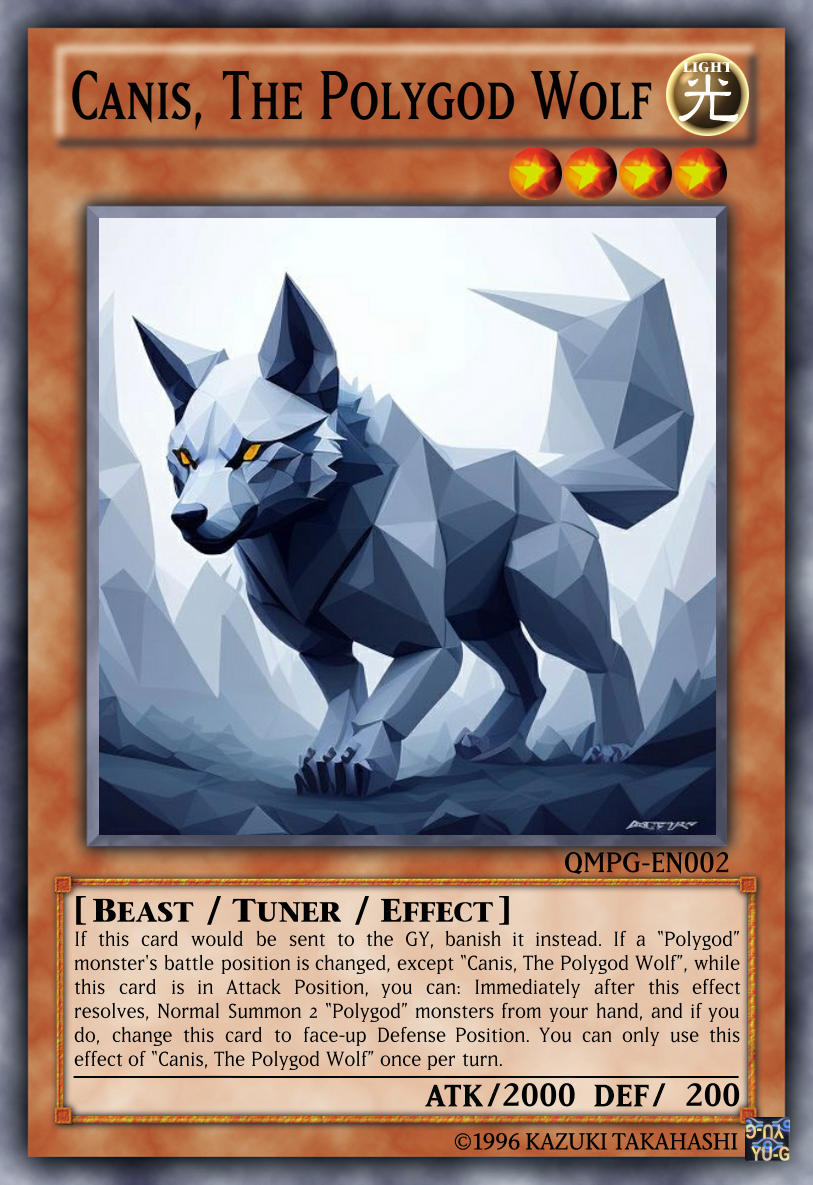 CANIS, THE POLYGOD WOLF
LIGHT
光
QMPG-EN002
[ BEAST / TUNER / EFFECT ]
If this card would be sent to the GY, banish it instead. If a "Polygod"
monster's battle position is changed, except "Canis, The Polygod Wolf", while
this card is in Attack Position, you can: Immediately after this effect
resolves, Normal Summon 2 "Polygod" monsters from your hand, and if you
do, change this card to face-up Defense Position. You can only use this
effect of "Canis, The Polygod Wolf" once per turn.
ATK/2000 DEF/ 200
©1996 KAZUKI TAKAHASHI
YU-G
YU-G